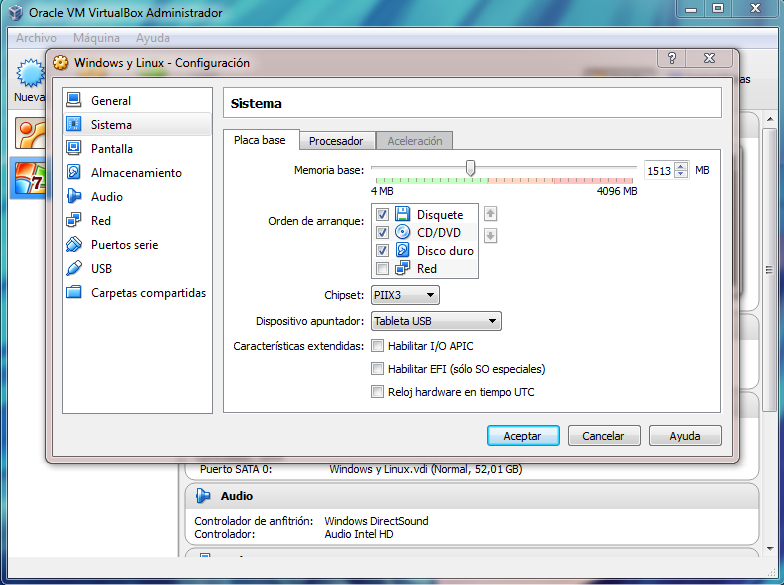 Oracle VM VirtualBox Administrador
Archivo Máquina Ayuda
Nueva
as
Windows y Linux - Configuración
General
Sistema
Pantalla
Almacenamiento
Audio
Red
Puertos serie
USB
Carpetas compartidas
Sistema
Placa base Procesador Aceleración
Memoria base: 1513 MB
4 MB 4096 MB
Orden de arranque:
Disquete
CD/DVD
Disco duro
Red
Chipset: PIIX3
Dispositivo apuntador: Tableta USB
Características extendidas: Habilitar I/O APIC
Habilitar EFI (sólo SO especiales)
Reloj hardware en tiempo UTC
Aceptar Cancelar Ayuda
Puerto SATA 0: Windows y Linux.vdi (Normal, 52,01 GB)
Audio
Controlador de anfitrión: Windows DirectSound
Controlador: Audio Intel HD